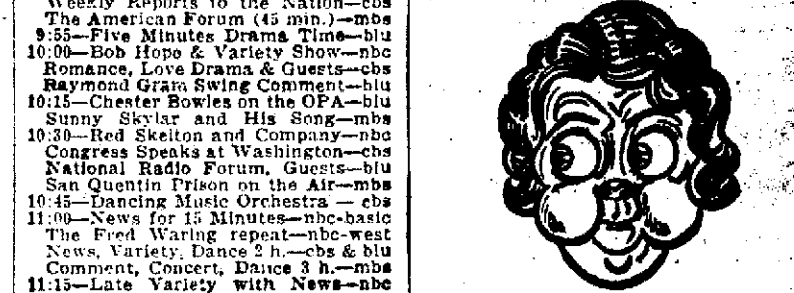 Weekly Reports to the Nation—cbs
The American Forum (45 min.)—mbs
9:55—Five Minutes Drama Time—blu
10:00—Bob Hope & Variety Show—nbc
Romance, Love Drama & Guests—cbs
Raymond Gram Swing Comment—blu
10:15—Chester Bowles on the OPA—blu
Sunny Skylar and His Song—mbs
10:30—Red Skelton and Company—nbc
Congress Speaks at Washington—cbs
National Radio Forum, Guests—blu
San Quentin Prison on the Air—mbs
10:45—Dancing Music Orchestra — cbs
11:00—News for 15 Minutes—nbc-basic
The Fred Waring repeat—nbc-west
News, Variety, Dance 2 h.—cbs & blu
Comment, Concert, Dance 3 h.—mbs
11:15—Late Variety with News—nbc